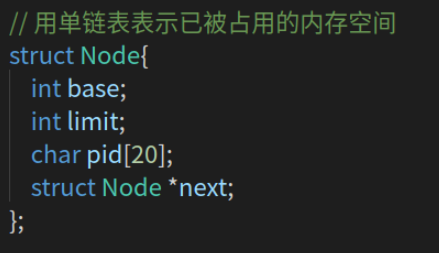 // 用单链表表示已被占用的内存空间
struct Node{
    int base;
    int limit;
    char pid[20];
    struct Node *next;
};